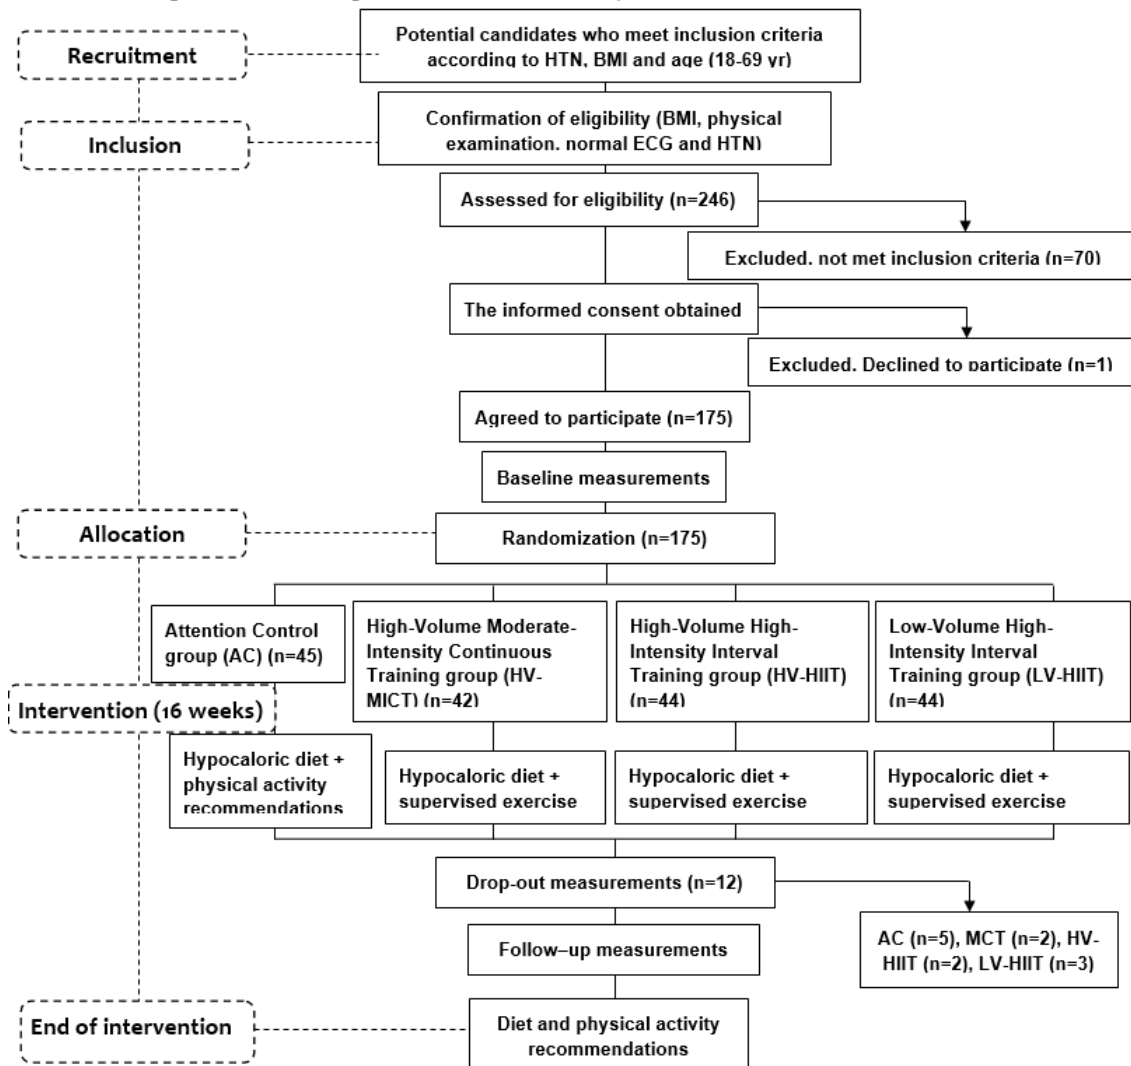 Recruitment
Potential candidates who meet inclusion criteria
according to HTN, BMI and age (18-69 yr)
Inclusion
Confirmation of eligibility (BMI, physical
examination, normal ECG and HTN)
Assessed for eligibility (n=246)
Excluded, not met inclusion criteria (n=70)
The informed consent obtained
Excluded. Declined to participate (n=1)
Agreed to participate (n=175)
Baseline measurements
Allocation
Randomization (n=175)
Attention Control
group (AC) (n=45)
High-Volume Moderate-
Intensity Continuous
Training group (HV-
MICT) (n=42)
High-Volume High-
Intensity Interval
Training group (HV-HIIT)
(n=44)
Low-Volume High-
Intensity Interval
Training group (LV-HIIT)
(n=44)
Intervention (16 weeks)
Hypocaloric diet +
physical activity
recommendations
Hypocaloric diet +
supervised exercise
Hypocaloric diet +
supervised exercise
Hypocaloric diet +
supervised exercise
Drop-out measurements (n=12)
AC (n=5), MCT (n=2), HV-
HIIT (n=2), LV-HIIT (n=3)
Follow–up measurements
End of intervention
Diet and physical activity
recommendations